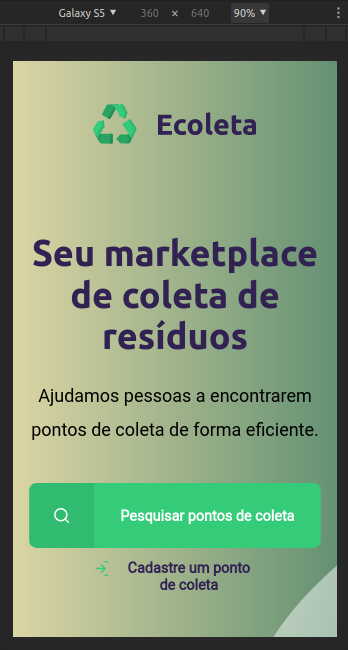 Galaxy S5 ▼ 360 × 640 90% ▼
Ecoleta
Seu marketplace
de coleta de
resíduos
Ajudamos pessoas a encontrarem
pontos de coleta de forma eficiente.
Pesquisar pontos de coleta
Cadastre um ponto
de coleta